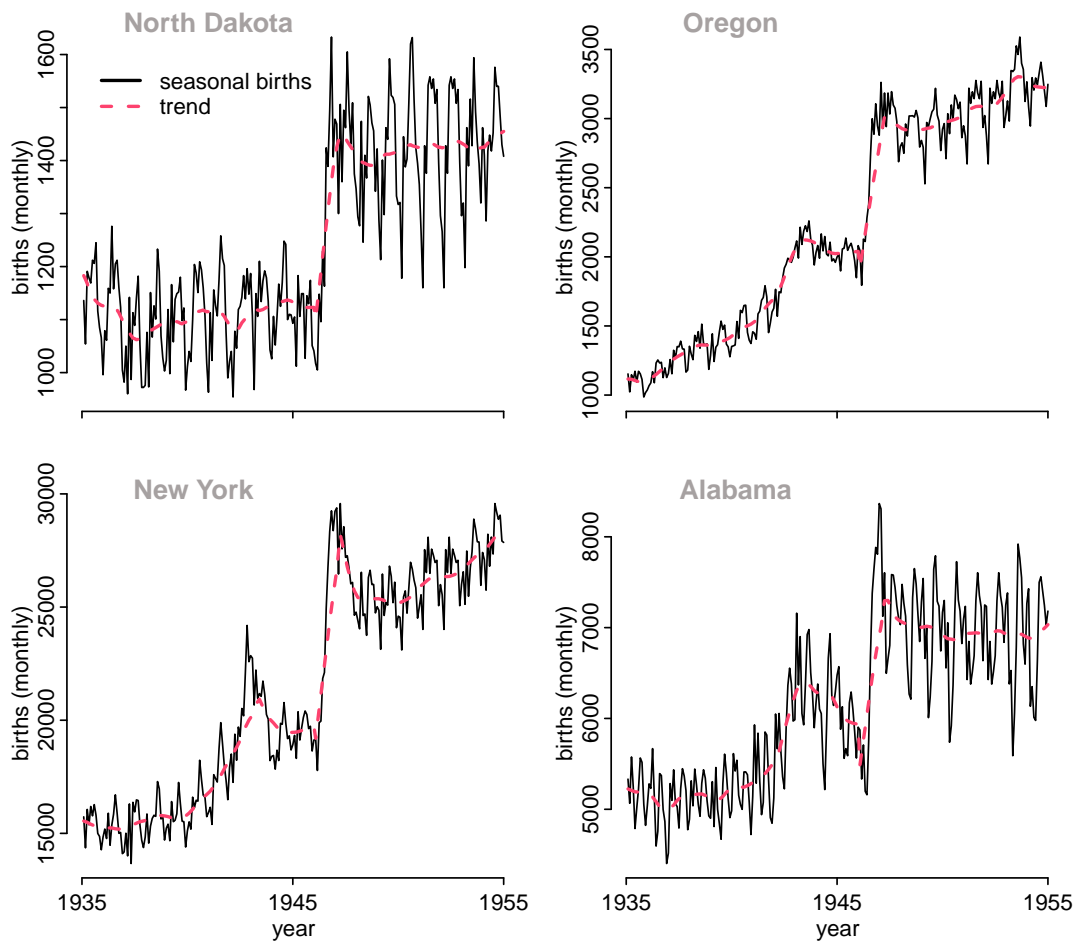 North Dakota
births (monthly)
1000
1200
1400
1600
seasonal births
trend
Oregon
births (monthly)
1000
1500
2000
2500
3000
3500
New York
births (monthly)
15000
20000
25000
30000
1935
1945
1955
year
Alabama
births (monthly)
5000
6000
7000
8000
1935
1945
1955
year